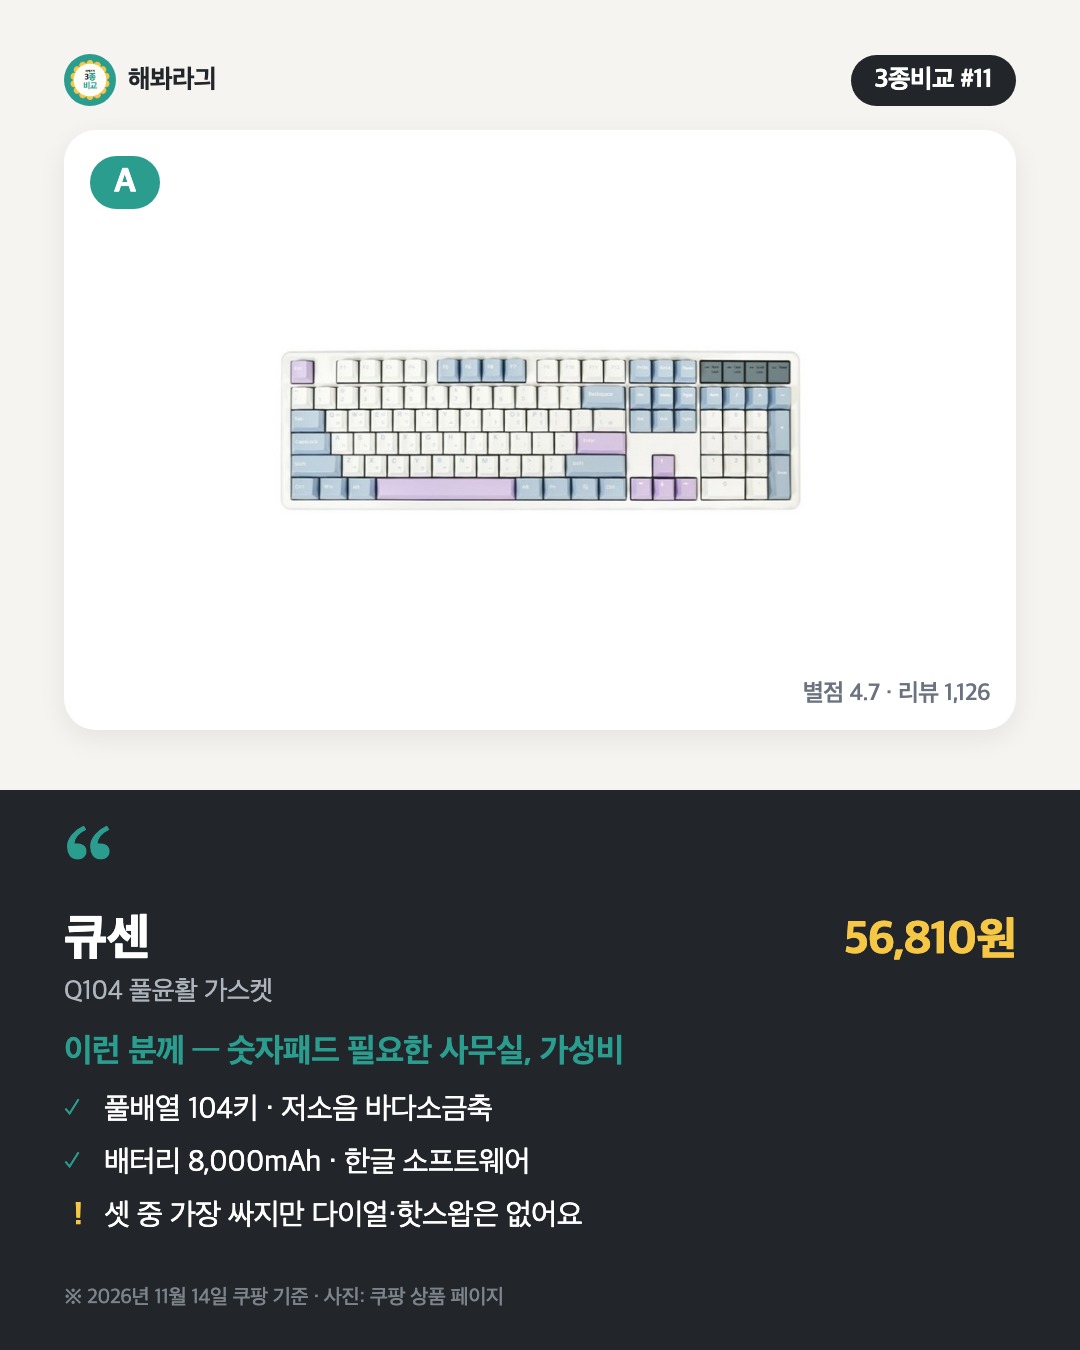 3종
비교
해봐라긔
3종비교 #11
A
별점 4.7 · 리뷰 1,126
“
큐센
56,810원
Q104 풀윤활 가스켓
이런 분께 — 숫자패드 필요한 사무실, 가성비
✓ 풀배열 104키 · 저소음 바다소금축
✓ 배터리 8,000mAh · 한글 소프트웨어
! 셋 중 가장 싸지만 다이얼·핫스왑은 없어요
※ 2026년 11월 14일 쿠팡 기준 · 사진: 쿠팡 상품 페이지